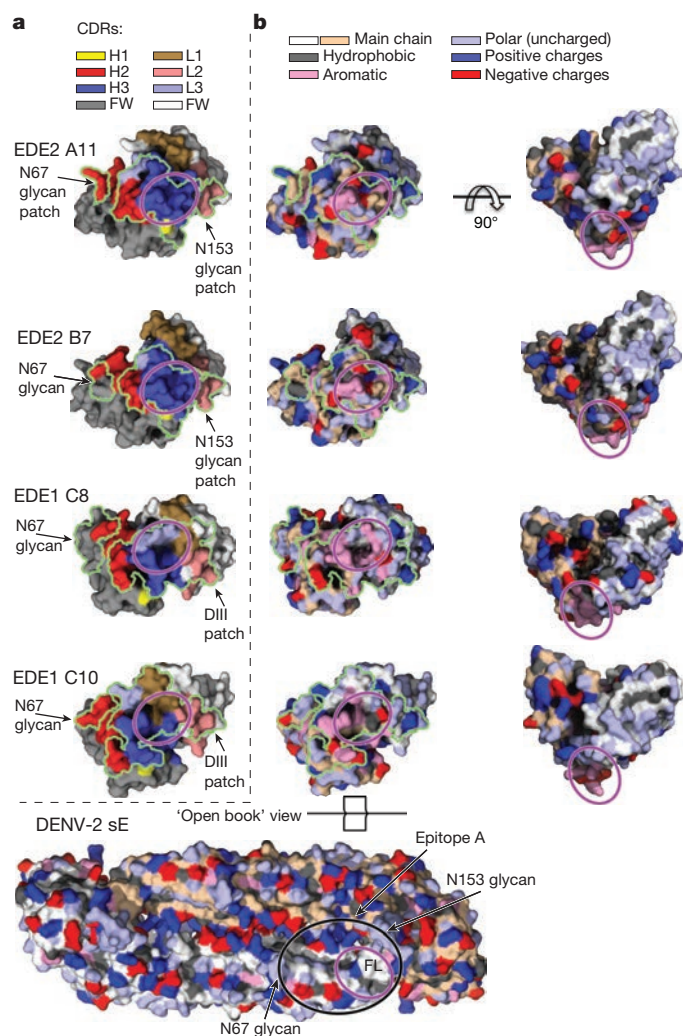 a
CDRs:
H1 L1
H2 L2
H3 L3
FW FW
b
Main chain Polar (uncharged)
Hydrophobic Positive charges
Aromatic Negative charges
EDE2 A11
N67
glycan
patch
N153
glycan
patch
90°
EDE2 B7
N67
glycan
N153
glycan
patch
EDE1 C8
N67
glycan
DIII
patch
EDE1 C10
N67
glycan
DIII
patch
'Open book' view
DENV-2 sE
Epitope A
N153 glycan
FL
N67 glycan